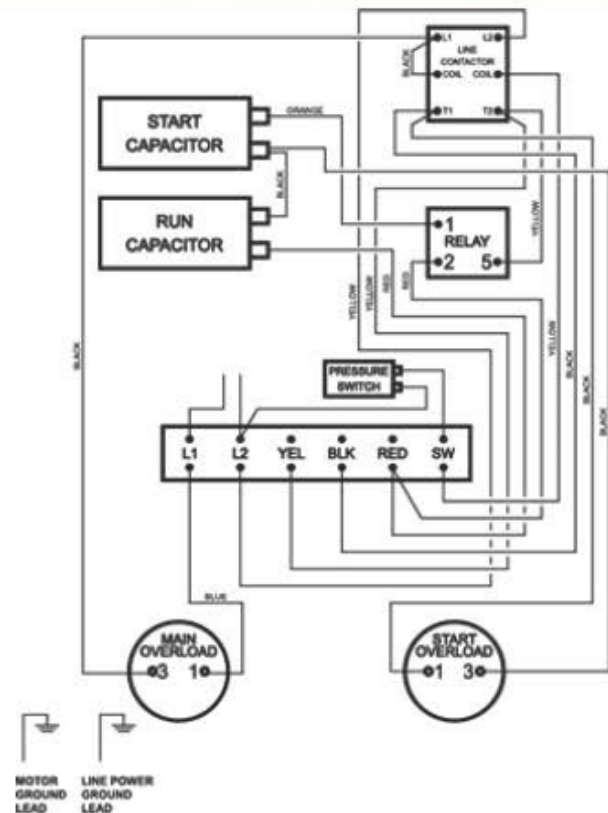 L1 L2
LINE
CONTACTOR
COIL COIL
T1 T2
BLACK
START
CAPACITOR
ORANGE
BLACK
RUN
CAPACITOR
1
RELAY
2 5
YELLOW
RED
YELLOW
YELLOW
RED
YELLOW
BLACK
BLACK
BLACK
BLACK
PRESSURE
SWITCH
L1 L2 YEL BLK RED SW
BLUE
MAIN
OVERLOAD
3 1
START
OVERLOAD
1 3
MOTOR
GROUND
LEAD
LINE POWER
GROUND
LEAD